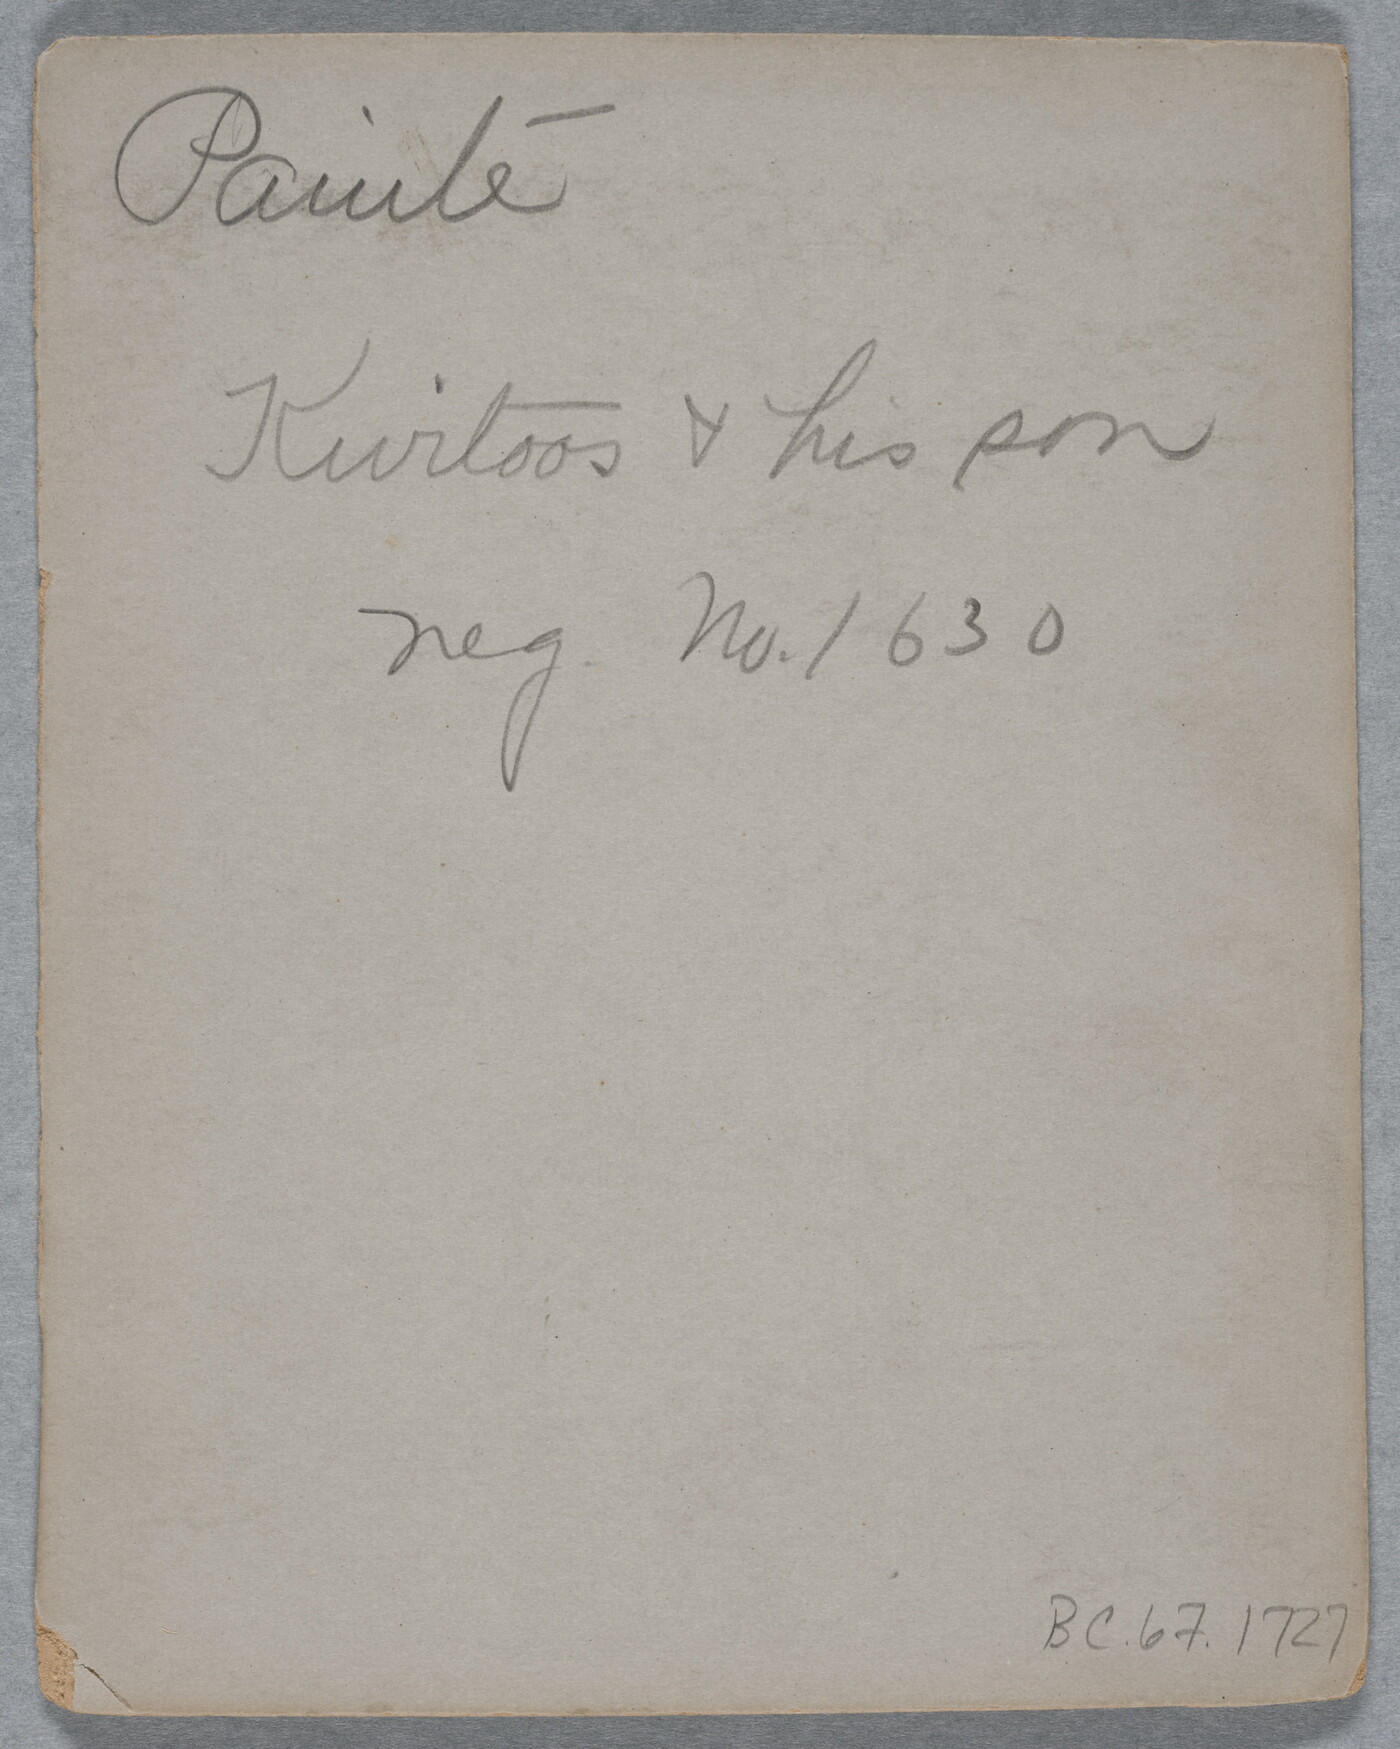 Paiute
Kwitoos & his son
neg. No. 1630
BC.67.1727